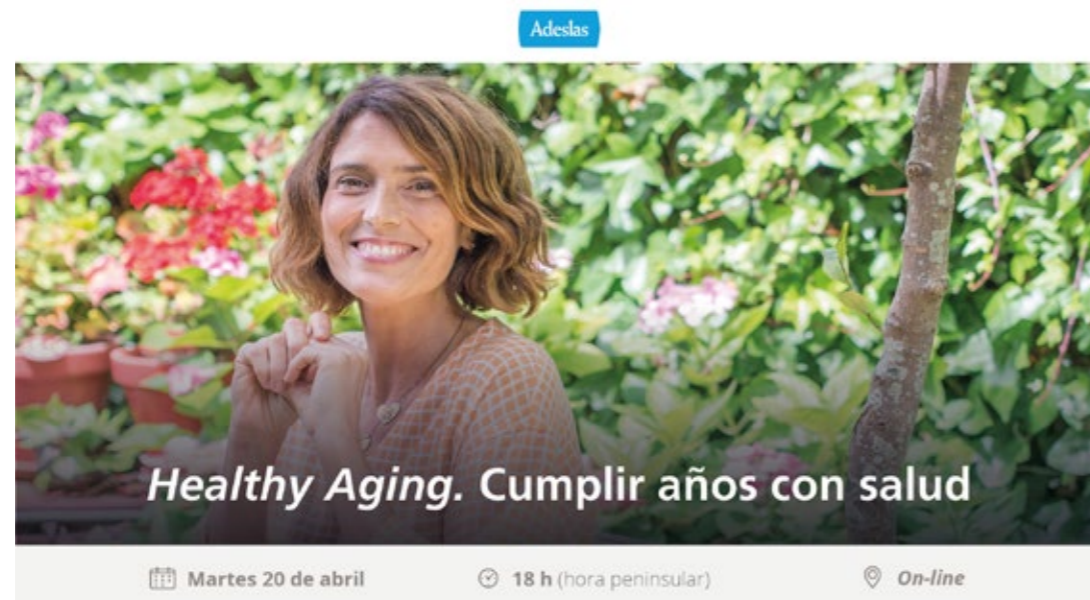 Adeslas
Healthy Aging. Cumplir años con salud
Martes 20 de abril
18 h (hora peninsular)
On-line